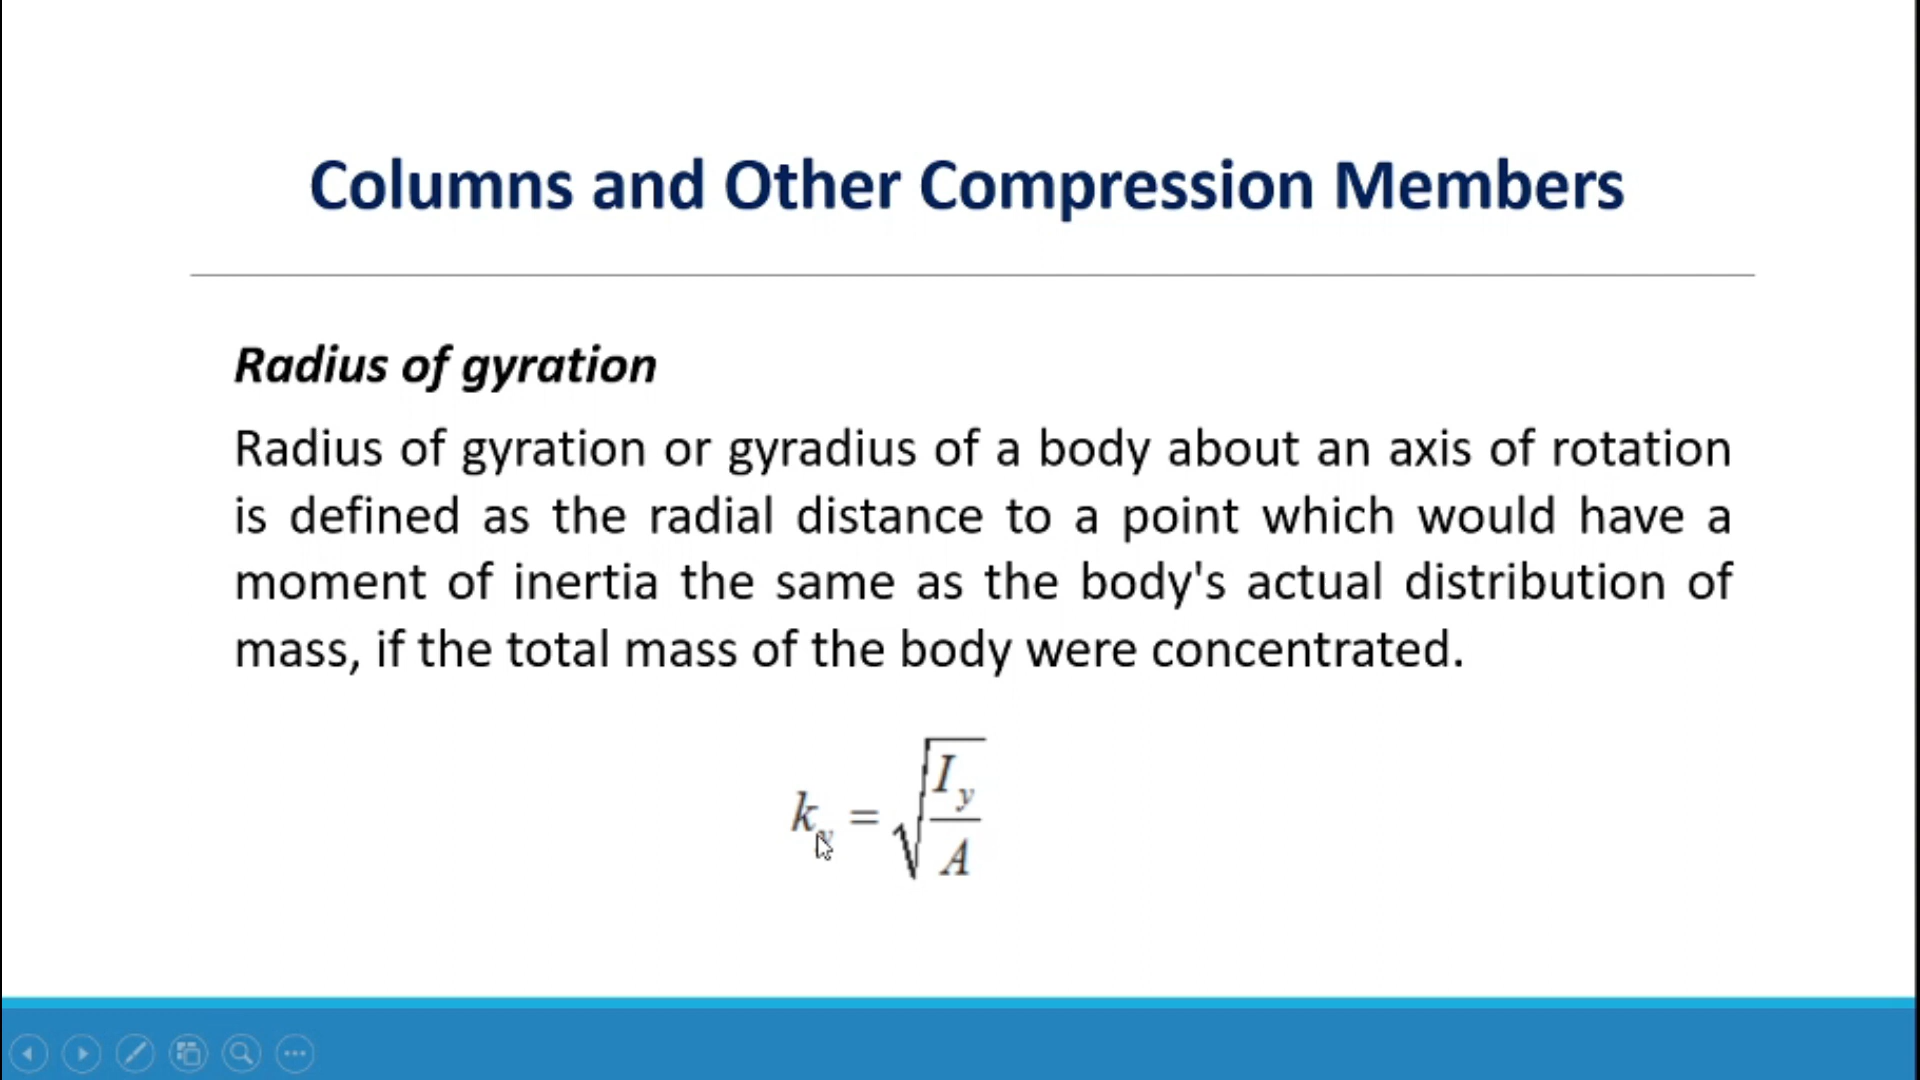 Columns and Other Compression Members
Radius of gyration
Radius of gyration or gyradius of a body about an axis of rotation
is defined as the radial distance to a point which would have a
moment of inertia the same as the body's actual distribution of
mass, if the total mass of the body were concentrated.
k_y = √(I_y / A)